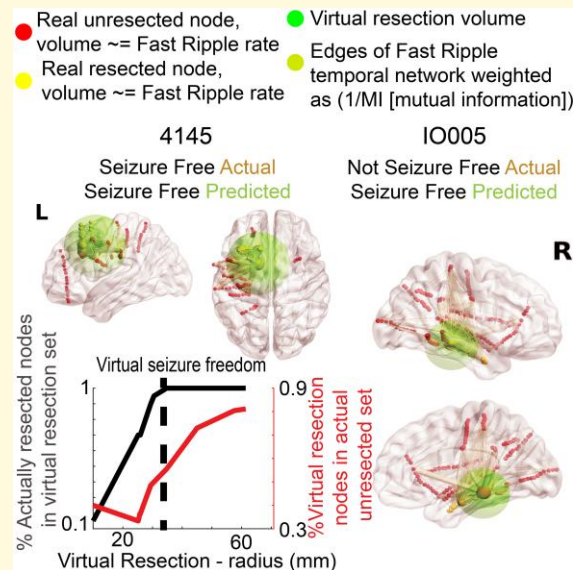 Real unresected node,
volume ~= Fast Ripple rate
Real resected node,
volume ~= Fast Ripple rate
Virtual resection volume
Edges of Fast Ripple
temporal network weighted
as (1/MI [mutual information])
4145
Seizure Free Actual
Seizure Free Predicted
IO005
Not Seizure Free Actual
Seizure Free Predicted
L
R
Virtual seizure freedom
% Actually resected nodes
in virtual resection set
1
0.1
0.9
0.3
%Virtual resection
nodes in actual
unresected set
20
40
60
Virtual Resection - radius (mm)